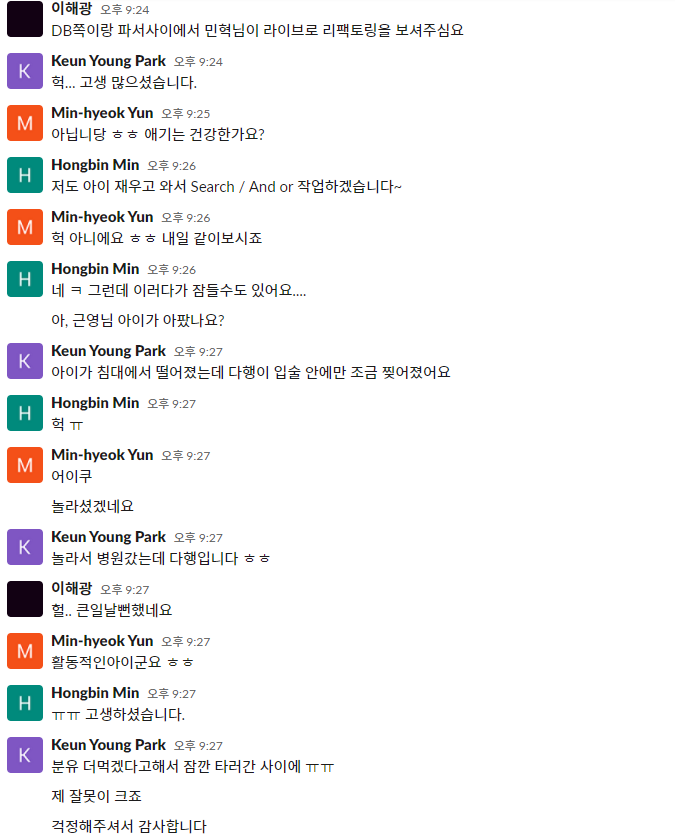 이해광 오후 9:24
DB쪽이랑 파서사이에서 민혁님이 라이브로 리팩토링을 보셔주심요
K
Keun Young Park 오후 9:24
헉... 고생 많으셨습니다.
M
Min-hyeok Yun 오후 9:25
아닙니당 ㅎㅎ 애기는 건강한가요?
H
Hongbin Min 오후 9:26
저도 아이 재우고 와서 Search / And or 작업하겠습니다~
M
Min-hyeok Yun 오후 9:26
헉 아니에요 ㅎㅎ 내일 같이보시죠
H
Hongbin Min 오후 9:26
네 ㅋ 그런데 이러다가 잠들수도 있어요....
아, 근영님 아이가 아팠나요?
K
Keun Young Park 오후 9:27
아이가 침대에서 떨어졌는데 다행이 입술 안에만 조금 찢어졌어요
H
Hongbin Min 오후 9:27
헉 ㅠ
M
Min-hyeok Yun 오후 9:27
어이쿠
놀라셨겠네요
K
Keun Young Park 오후 9:27
놀라서 병원갔는데 다행입니다 ㅎㅎ
이해광 오후 9:27
헐.. 큰일날뻔했네요
M
Min-hyeok Yun 오후 9:27
활동적인아이군요 ㅎㅎ
H
Hongbin Min 오후 9:27
ㅠㅠ 고생하셨습니다.
K
Keun Young Park 오후 9:27
분유 더먹겠다고해서 잠깐 타러간 사이에 ㅠㅠ
제 잘못이 크죠
걱정해주셔서 감사합니다